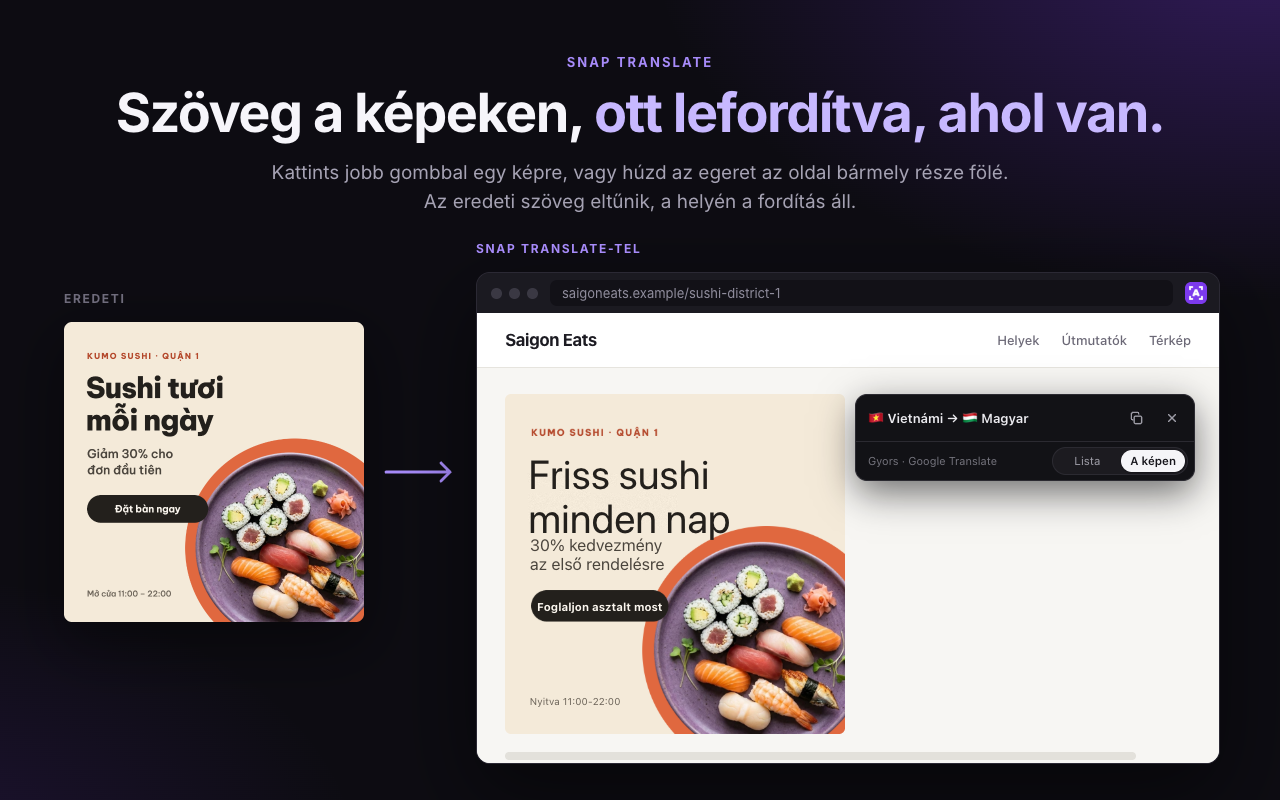 SNAP TRANSLATE
Szöveg a képeken, ott lefordítva, ahol van.
Kattints jobb gombbal egy képre, vagy húzd az egeret az oldal bármely része fölé.
Az eredeti szöveg eltűnik, a helyén a fordítás áll.
EREDETI
KUMO SUSHI · QUẬN 1
Sushi tươi
mỗi ngày
Giảm 30% cho
đơn đầu tiên
Đặt bàn ngay
Mở cửa 11:00 – 22:00
SNAP TRANSLATE-TEL
saigoneats.example/sushi-district-1
Saigon Eats
Helyek Útmutatók Térkép
KUMO SUSHI · QUẬN 1
Friss sushi
minden nap
30% kedvezmény
az első rendelésre
Foglaljon asztalt most
Nyitva 11:00-22:00
Vietnámi → Magyar
Gyors · Google Translate
Lista A képen